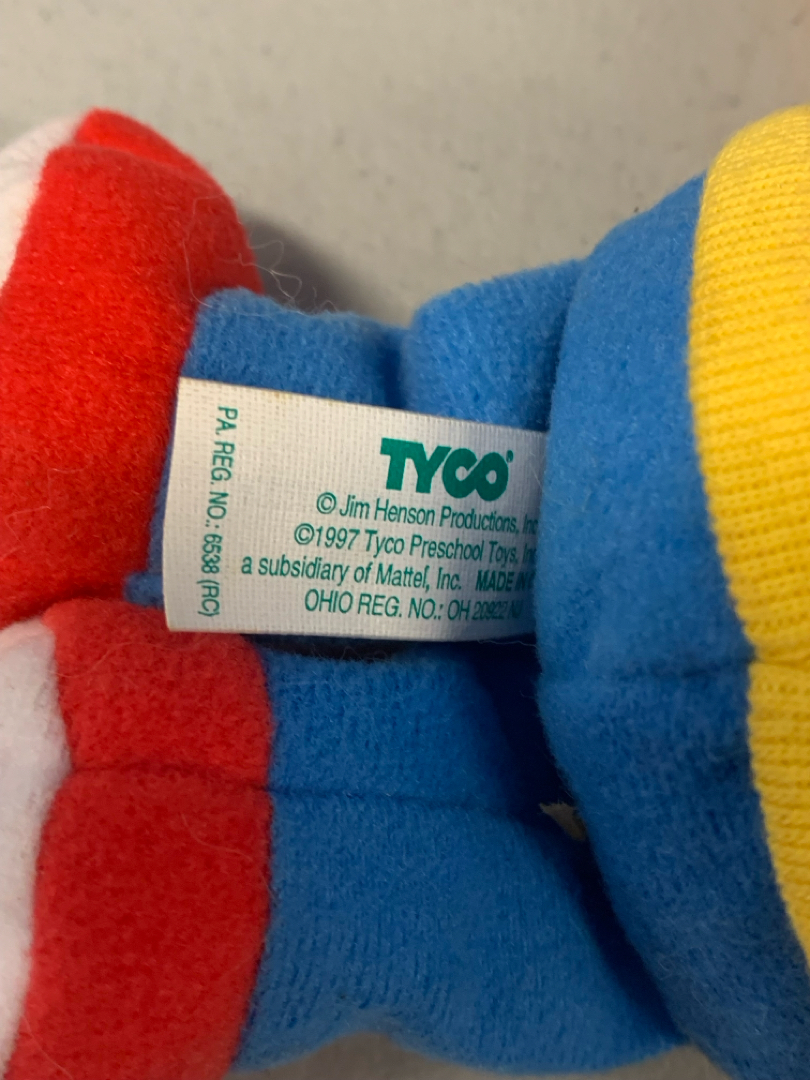 TYCO®
© Jim Henson Productions, Inc
©1997 Tyco Preschool Toys, Inc
a subsidiary of Mattel, Inc. MADE IN
OHIO REG. NO.: OH 20922
PA. REG. NO.: 6538 (RC)